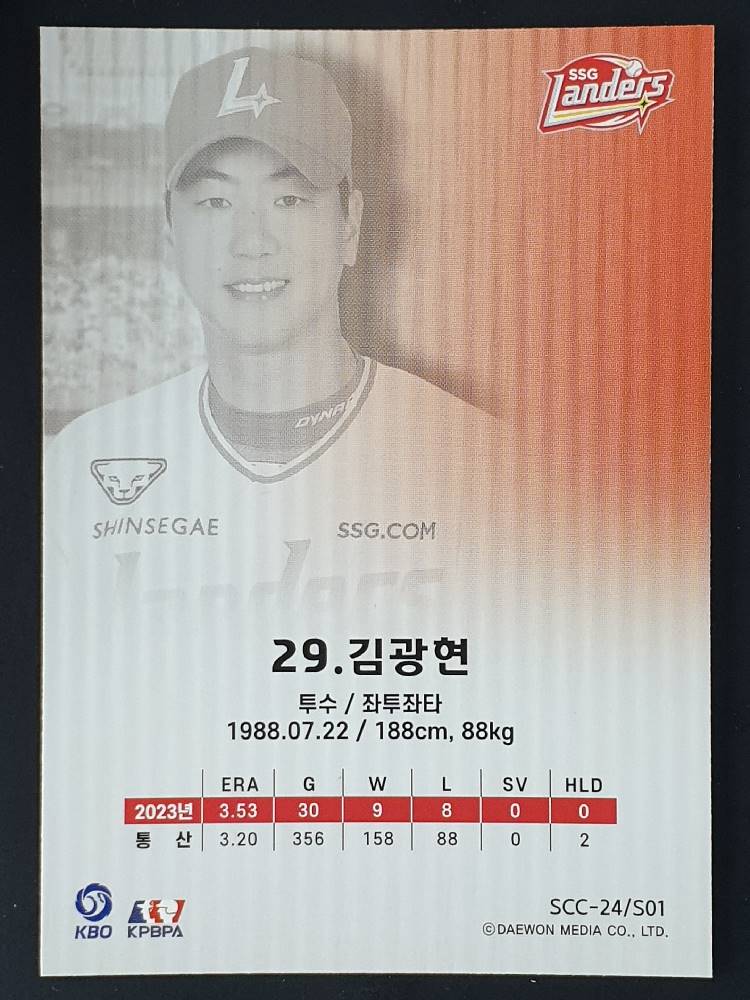 SSG
Landers
L
DYNA
SHINSEGAE
SSG.COM
Landers
29.김광현
투수 / 좌투좌타
1988.07.22 / 188cm, 88kg
ERA G W L SV HLD
2023년 3.53 30 9 8 0 0
통 산 3.20 356 158 88 0 2
KBO KPBPA
SCC-24/S01
©DAEWON MEDIA CO., LTD.